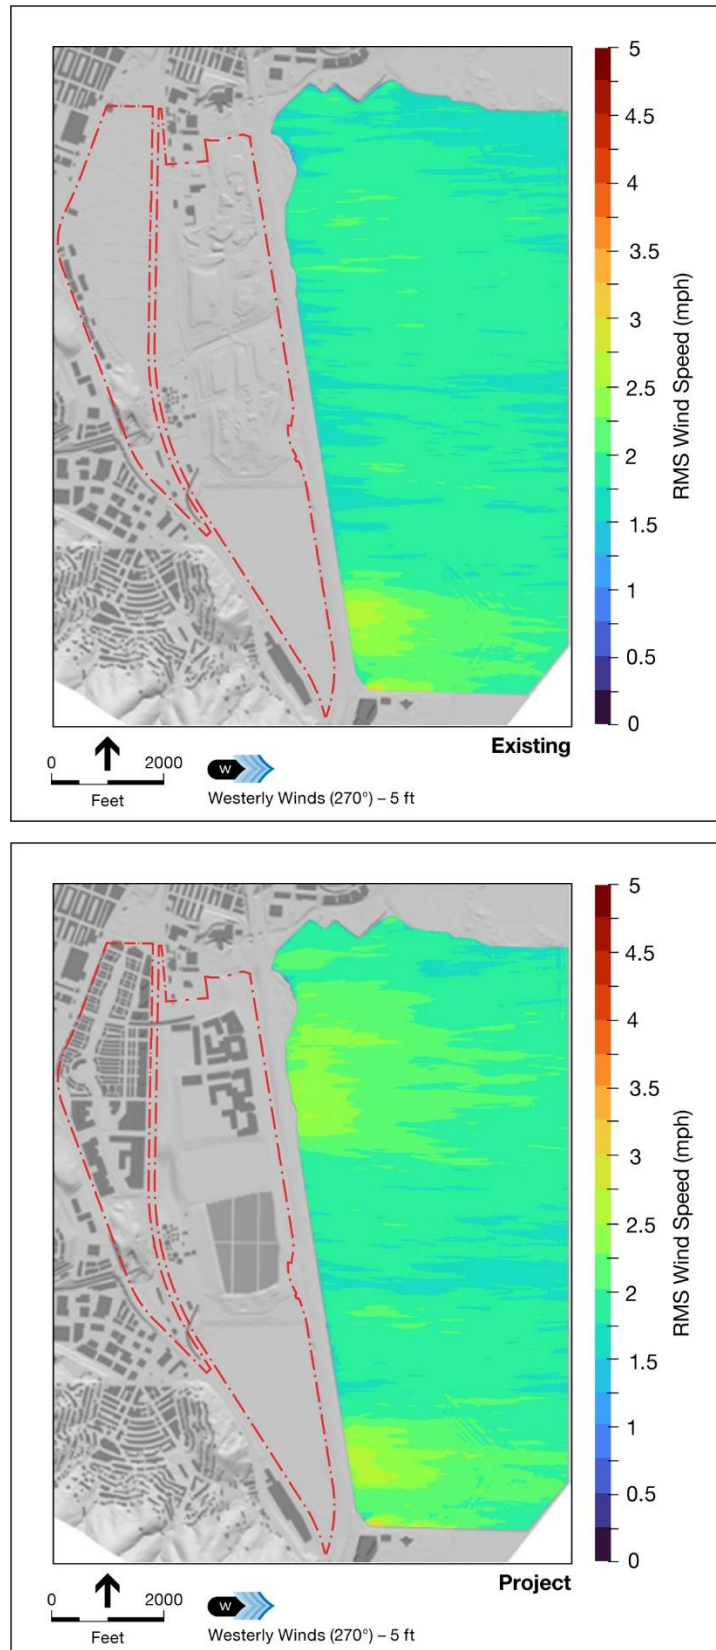 5
4.5
4
3.5
3
2.5
2
1.5
1
0.5
0
RMS Wind Speed (mph)
Existing
0 2000
Feet
W
Westerly Winds (270°) – 5 ft
5
4.5
4
3.5
3
2.5
2
1.5
1
0.5
0
RMS Wind Speed (mph)
Project
0 2000
Feet
W
Westerly Winds (270°) – 5 ft